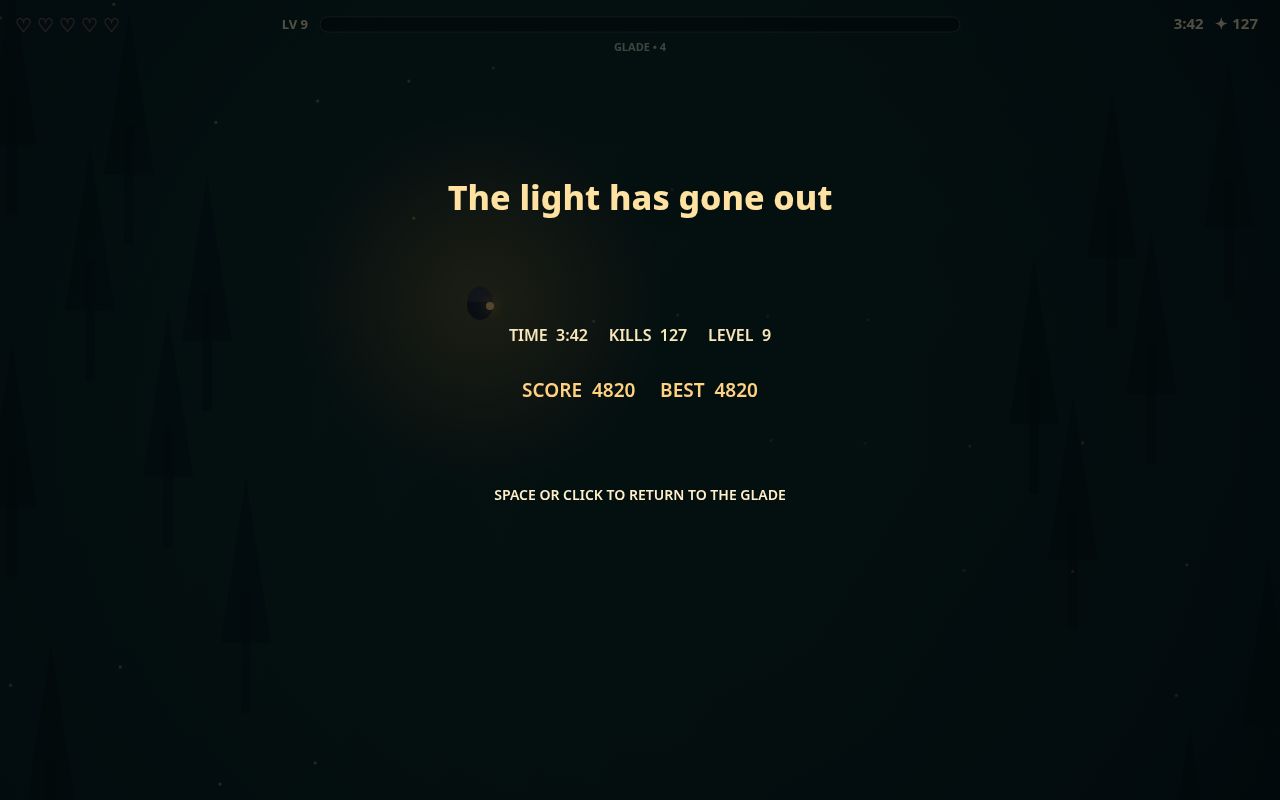 ♡ ♡ ♡ ♡ ♡ LV 9 3:42 ✦ 127
GLADE • 4
The light has gone out
TIME 3:42 KILLS 127 LEVEL 9
SCORE 4820 BEST 4820
SPACE OR CLICK TO RETURN TO THE GLADE